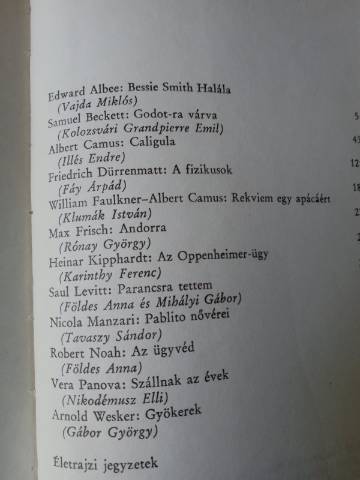 Edward Albee: Bessie Smith Halála
(Vajda Miklós)
Samuel Beckett: Godot-ra várva 5
(Kolozsvári Grandpierre Emil)
Albert Camus: Caligula
(Illés Endre)
Friedrich Dürrenmatt: A fizikusok
(Fáy Árpád)
William Faulkner–Albert Camus: Rekviem egy apácáért
(Klumák István)
Max Frisch: Andorra
(Rónay György)
Heinar Kipphardt: Az Oppenheimer-ügy
(Karinthy Ferenc)
Saul Levitt: Parancsra tettem
(Földes Anna és Mihályi Gábor)
Nicola Manzari: Pablito nővérei
(Tavaszy Sándor)
Robert Noah: Az ügyvéd
(Földes Anna)
Vera Panova: Szállnak az évek
(Nikodémusz Elli)
Arnold Wesker: Gyökerek
(Gábor György)
Életrajzi jegyzetek